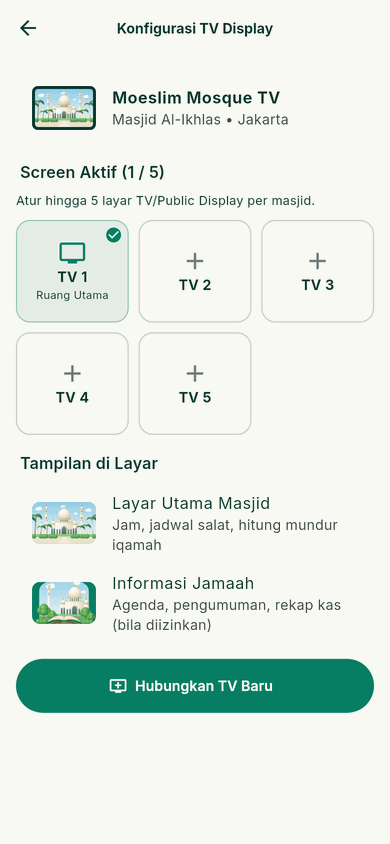 Konfigurasi TV Display
Moeslim Mosque TV
Masjid Al-Ikhlas • Jakarta
Screen Aktif (1 / 5)
Atur hingga 5 layar TV/Public Display per masjid.
TV 1
Ruang Utama
TV 2
TV 3
TV 4
TV 5
Tampilan di Layar
Layar Utama Masjid
Jam, jadwal salat, hitung mundur
iqamah
Informasi Jamaah
Agenda, pengumuman, rekap kas
(bila diizinkan)
Hubungkan TV Baru